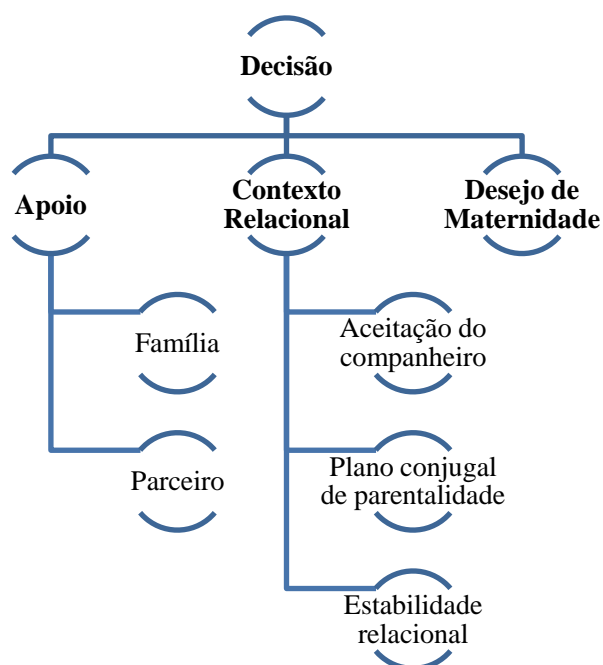 Decisão
Apoio
Contexto
Relacional
Desejo de
Maternidade
Família
Parceiro
Aceitação do
companheiro
Plano conjugal
de parentalidade
Estabilidade
relacional